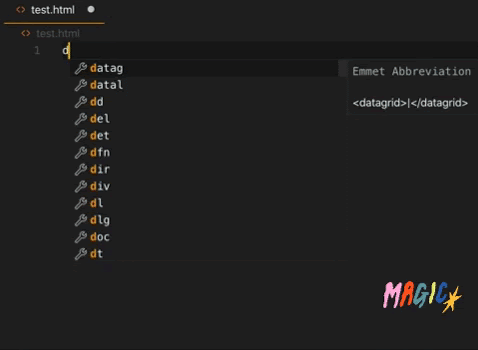 test.html
test.html
1 d
datag
datal
dd
del
det
dfn
dir
div
dl
dlg
doc
dt
Emmet Abbreviation
<datagrid>|</datagrid>
MAGIC